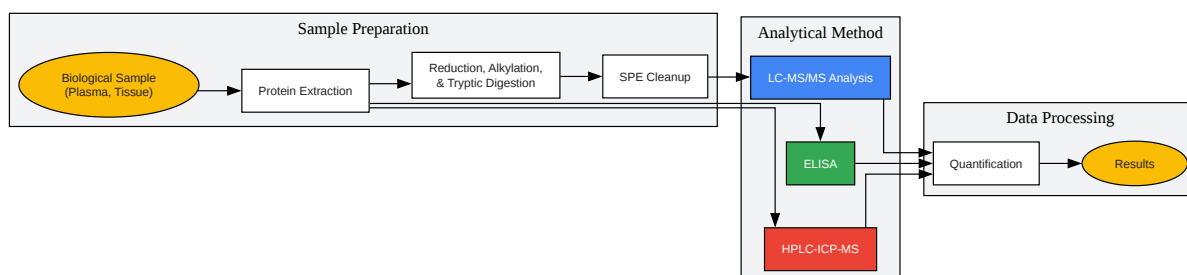 Sample Preparation
Biological Sample
(Plasma, Tissue)
Protein Extraction
Reduction, Alkylation,
& Tryptic Digestion
SPE Cleanup
Analytical Method
LC-MS/MS Analysis
ELISA
HPLC-ICP-MS
Data Processing
Quantification
Results